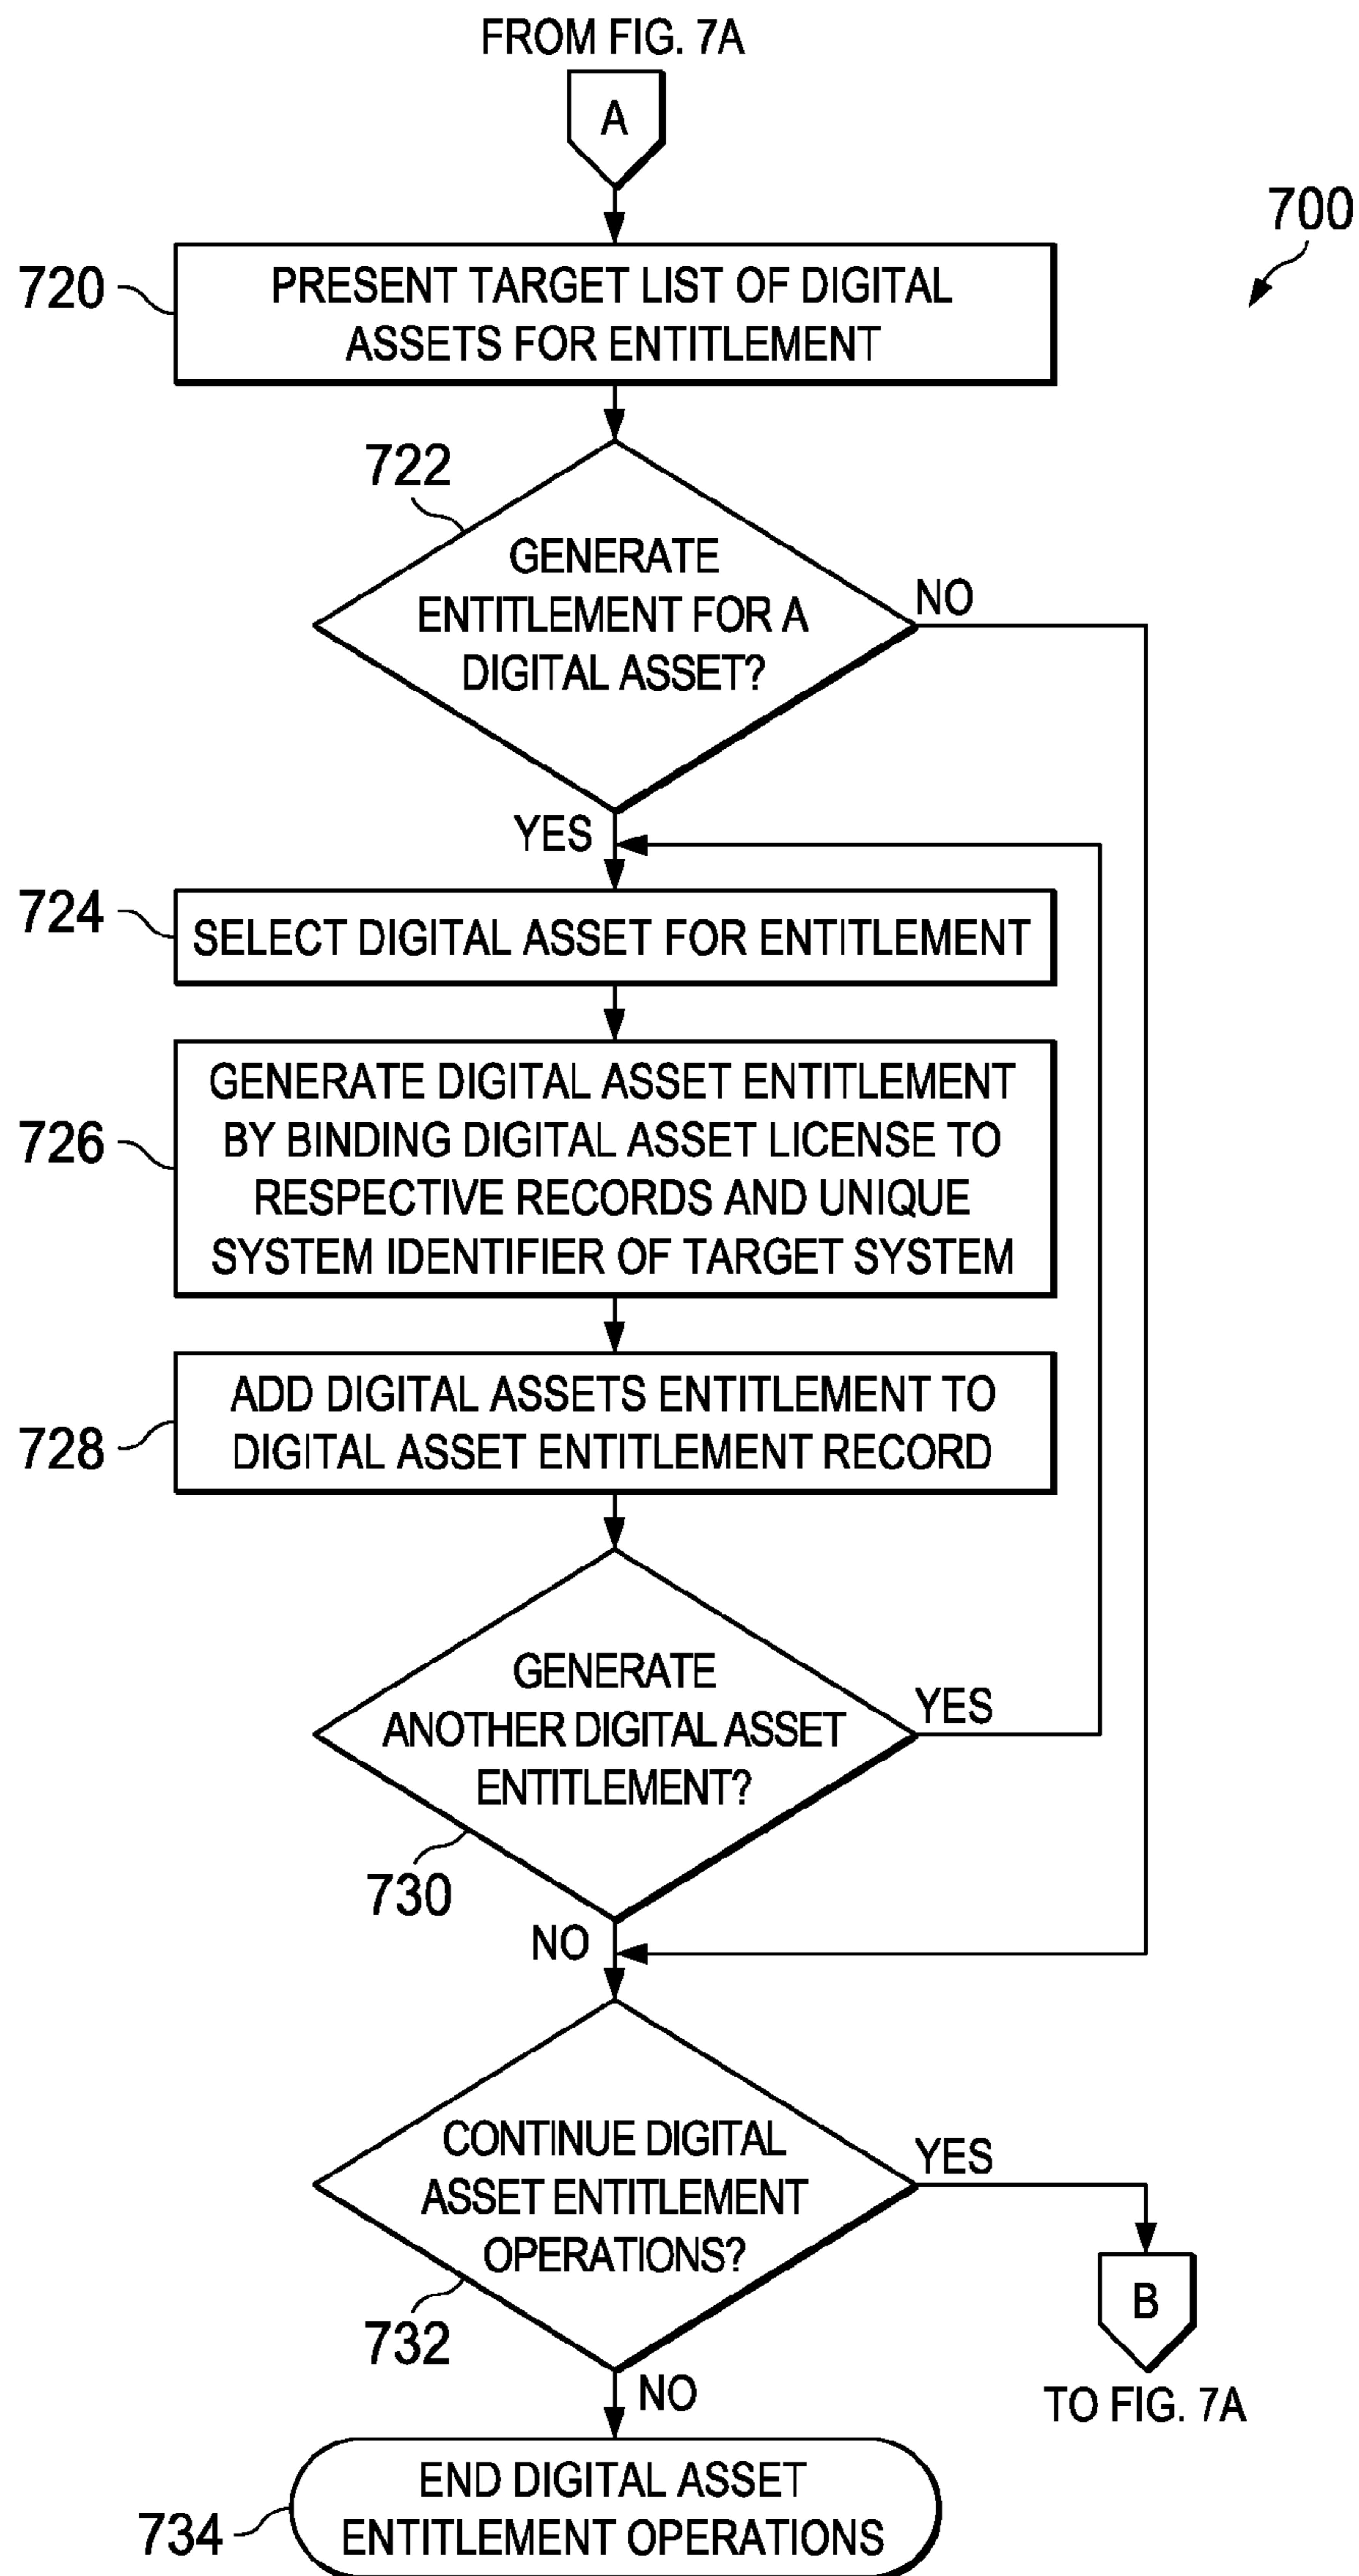 FROM FIG. 7A
A
700
720
PRESENT TARGET LIST OF DIGITAL
ASSETS FOR ENTITLEMENT
722
GENERATE
ENTITLEMENT FOR A
DIGITAL ASSET?
NO
YES
724
SELECT DIGITAL ASSET FOR ENTITLEMENT
726
GENERATE DIGITAL ASSET ENTITLEMENT
BY BINDING DIGITAL ASSET LICENSE TO
RESPECTIVE RECORDS AND UNIQUE
SYSTEM IDENTIFIER OF TARGET SYSTEM
728
ADD DIGITAL ASSETS ENTITLEMENT TO
DIGITAL ASSET ENTITLEMENT RECORD
GENERATE
ANOTHER DIGITAL ASSET
ENTITLEMENT?
YES
730
NO
CONTINUE DIGITAL
ASSET ENTITLEMENT
OPERATIONS?
YES
732
B
TO FIG. 7A
NO
734
END DIGITAL ASSET
ENTITLEMENT OPERATIONS